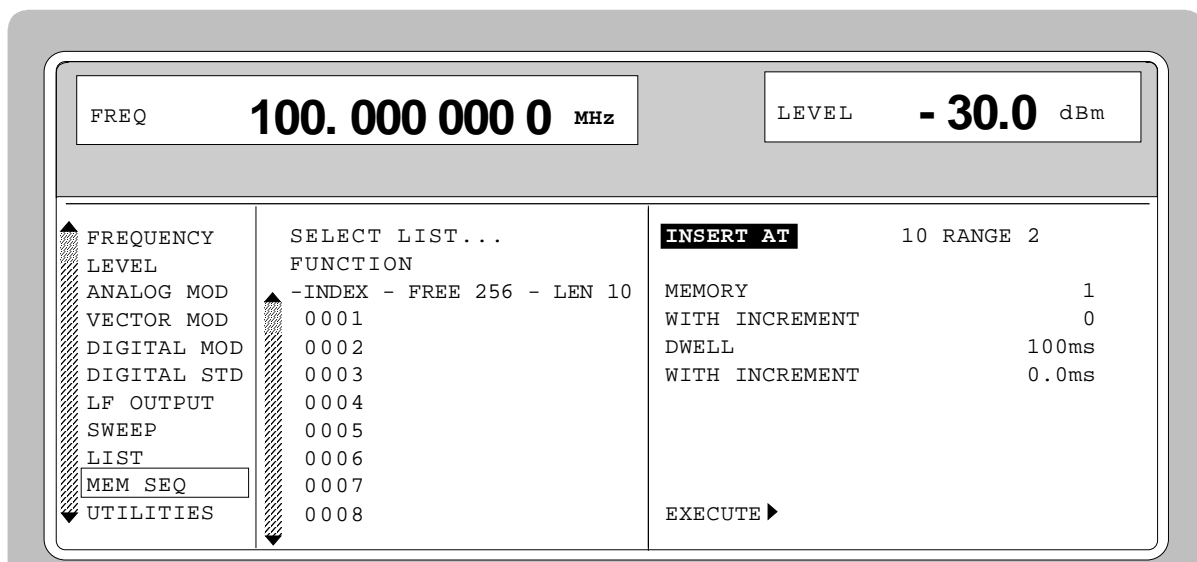 FREQ 100. 000 000 0 MHz
LEVEL - 30.0 dBm
FREQUENCY
LEVEL
ANALOG MOD
VECTOR MOD
DIGITAL MOD
DIGITAL STD
LF OUTPUT
SWEEP
LIST
MEM SEQ
UTILITIES
SELECT LIST...
FUNCTION
-INDEX - FREE 256 - LEN 10
0001
0002
0003
0004
0005
0006
0007
0008
INSERT AT 10 RANGE 2
MEMORY 1
WITH INCREMENT 0
DWELL 100ms
WITH INCREMENT 0.0ms
EXECUTE